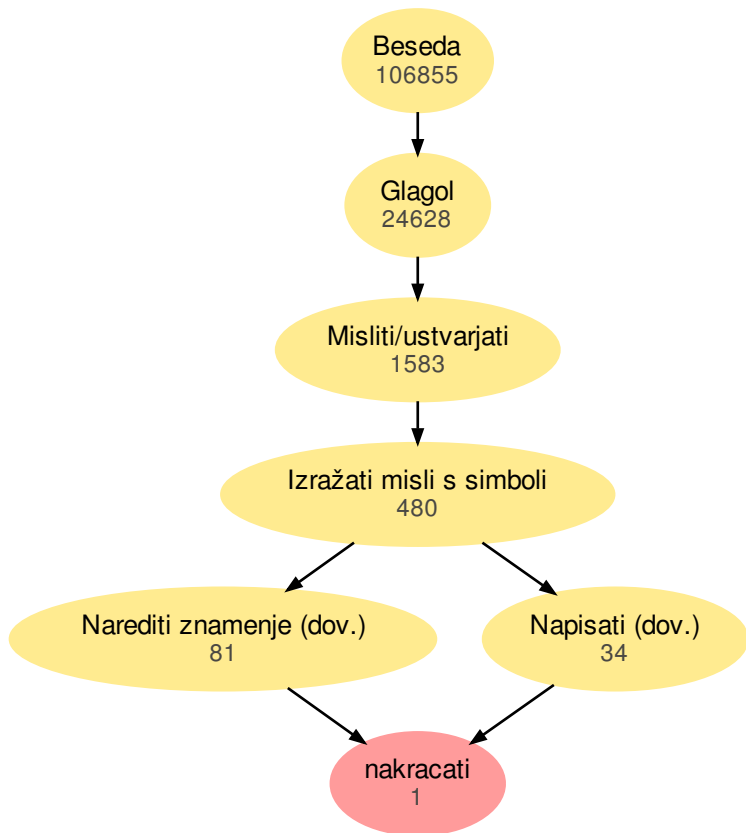 Beseda
106855
Glagol
24628
Misliti/ustvarjati
1583
Izražati misli s simboli
480
Narediti znamenje (dov.)
81
Napisati (dov.)
34
nakracati
1